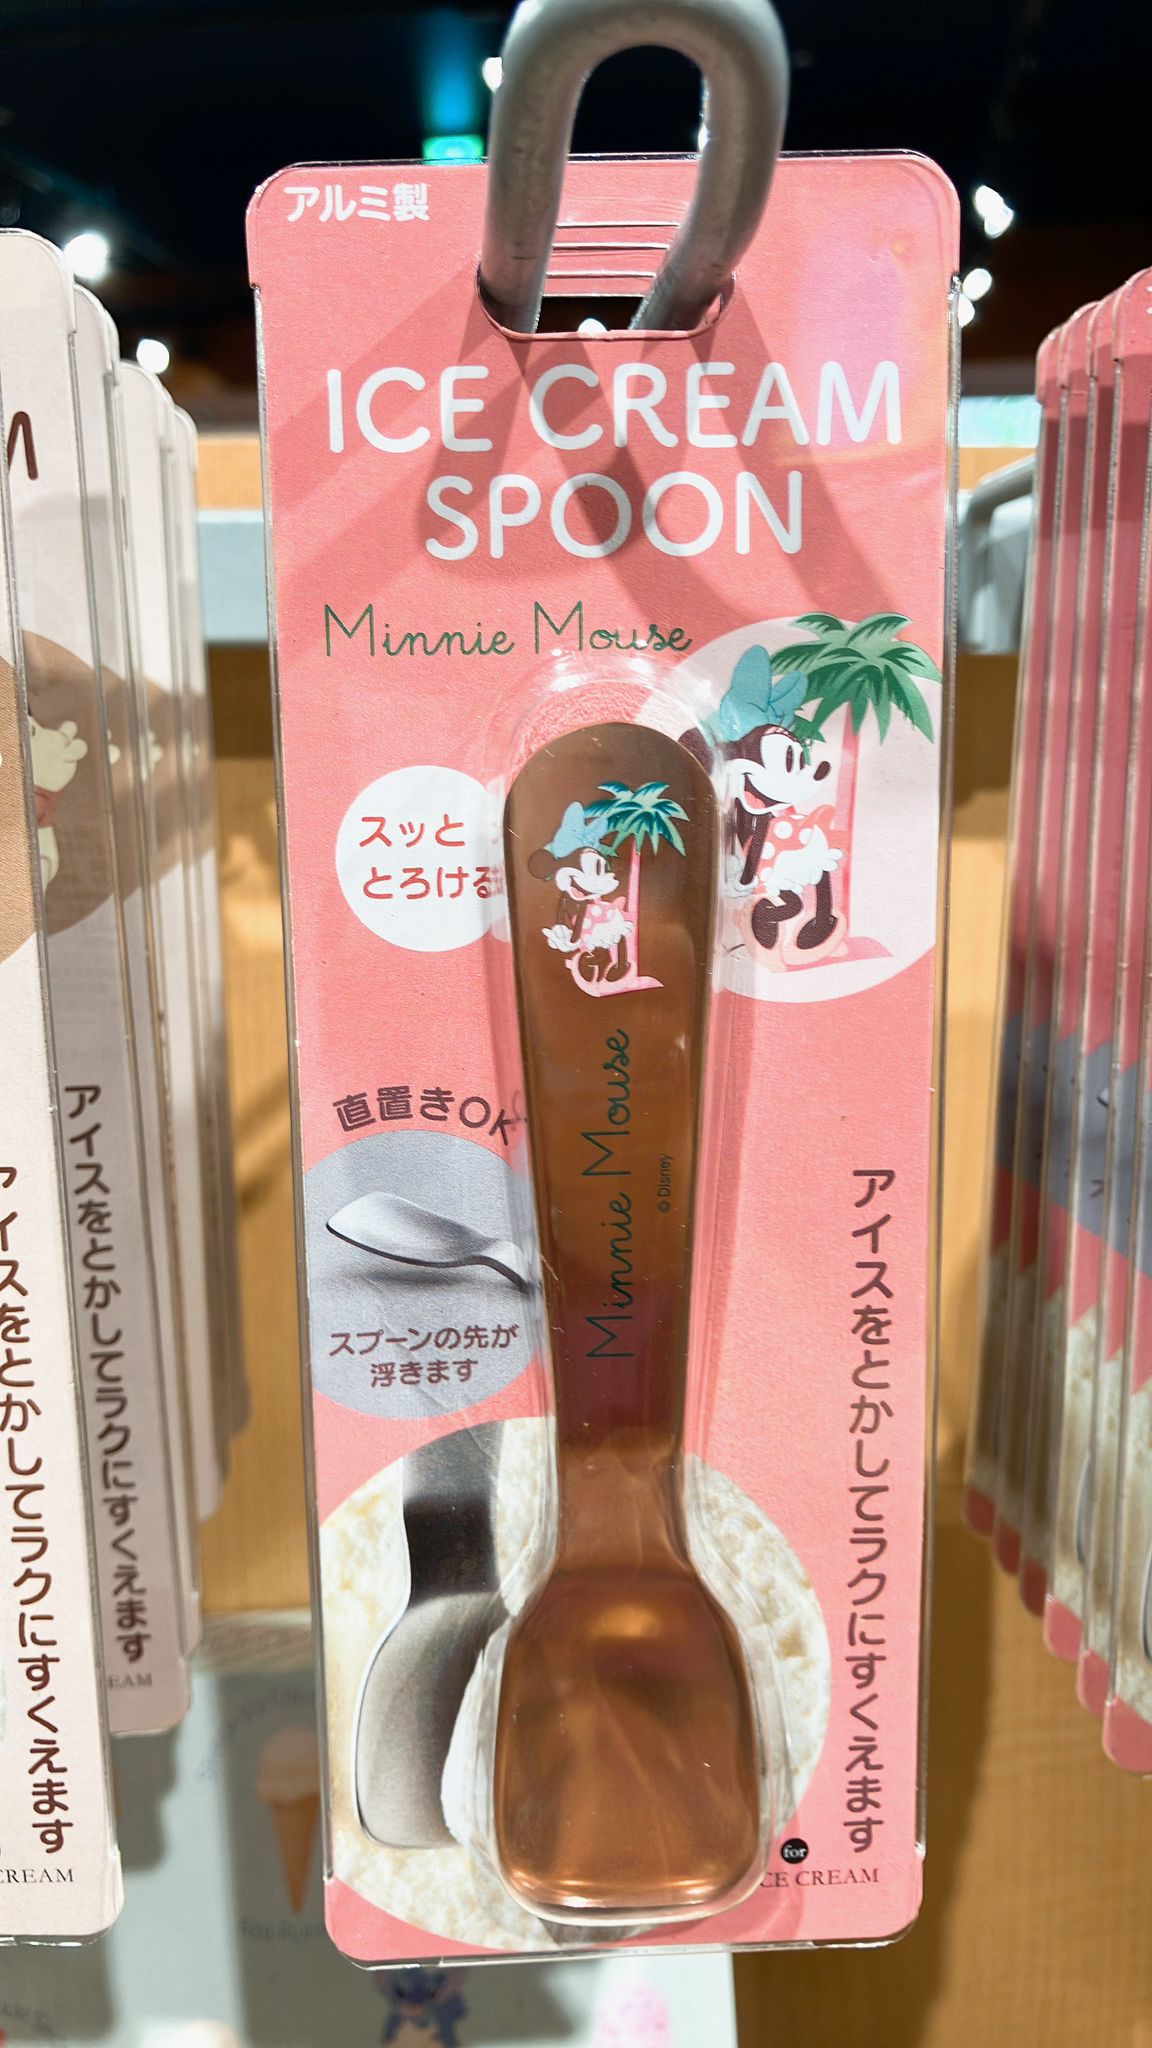 アルミ製
ICE CREAM
SPOON
Minnie Mouse
スッと
とろける
直置きOK
スプーンの先が
浮きます
Minnie Mouse
© Disney
アイスをとかしてラクにすくえます
for
CE CREAM
アイスをとかしてラクにすくえます
EAM
アイスをとかしてラクにすくえます
CREAM